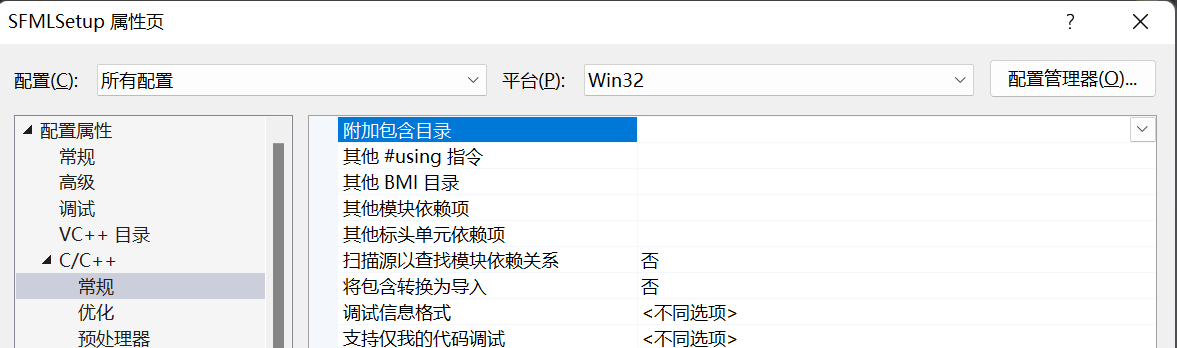 SFMLSetup 属性页
配置(C): 所有配置 平台(P): Win32 配置管理器(O)...
配置属性
常规
高级
调试
VC++ 目录
C/C++
常规
优化
预处理器
附加包含目录
其他 #using 指令
其他 BMI 目录
其他模块依赖项
其他标头单元依赖项
扫描源以查找模块依赖关系 否
将包含转换为导入 否
调试信息格式 <不同选项>
支持仅我的代码调试 <不同选项>